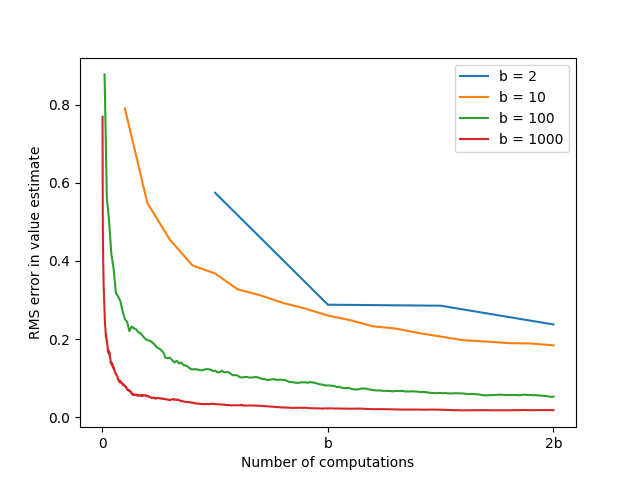 b = 2
b = 10
b = 100
b = 1000
RMS error in value estimate
0.8
0.6
0.4
0.2
0.0
0
b
2b
Number of computations